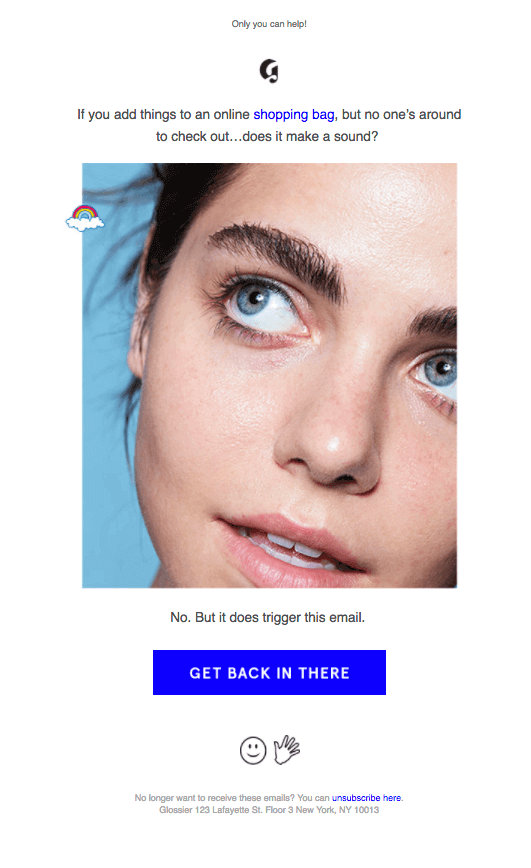 Only you can help!
If you add things to an online shopping bag, but no one’s around
to check out…does it make a sound?
No. But it does trigger this email.
GET BACK IN THERE
No longer want to receive these emails? You can unsubscribe here.
Glossier 123 Lafayette St. Floor 3 New York, NY 10013